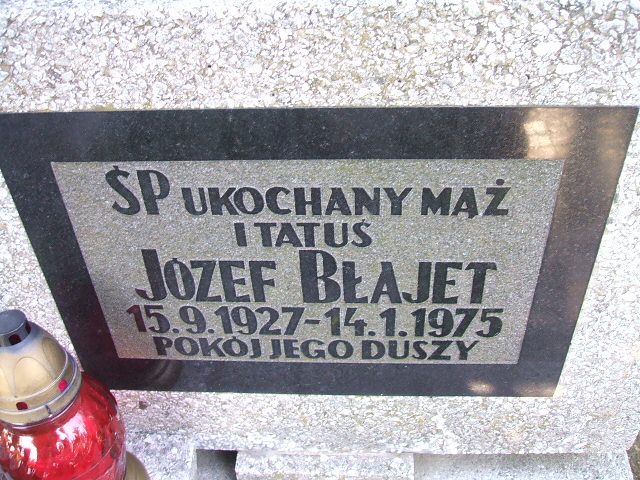 ŚP UKOCHANY MĄŻ
I TATUŚ
JÓZEF BŁAJET
15.9.1927-14.1.1975
POKÓJ JEGO DUSZY